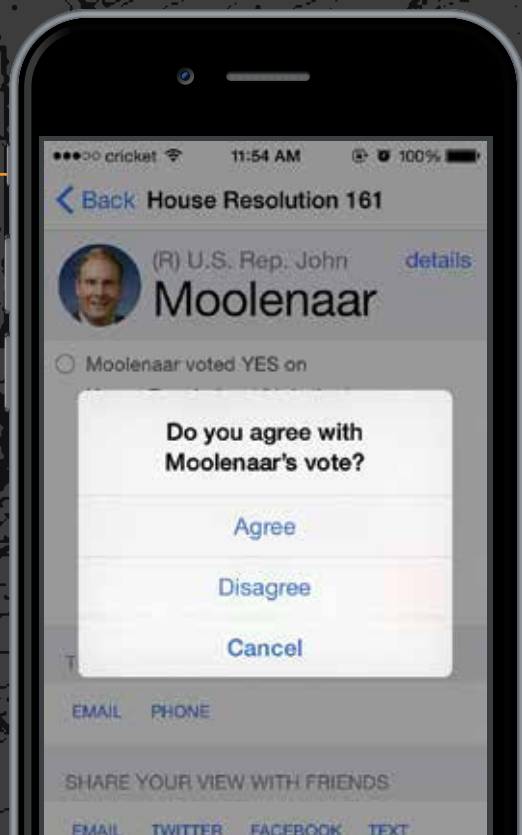 cricket 11:54 AM 100%
Back House Resolution 161
(R) U.S. Rep. John details
Moolenaar
Moolenaar voted YES on
Do you agree with
Moolenaar's vote?
Agree
Disagree
Cancel
T
EMAIL PHONE
SHARE YOUR VIEW WITH FRIENDS
EMAIL TWITTER FACEBOOK TEXT